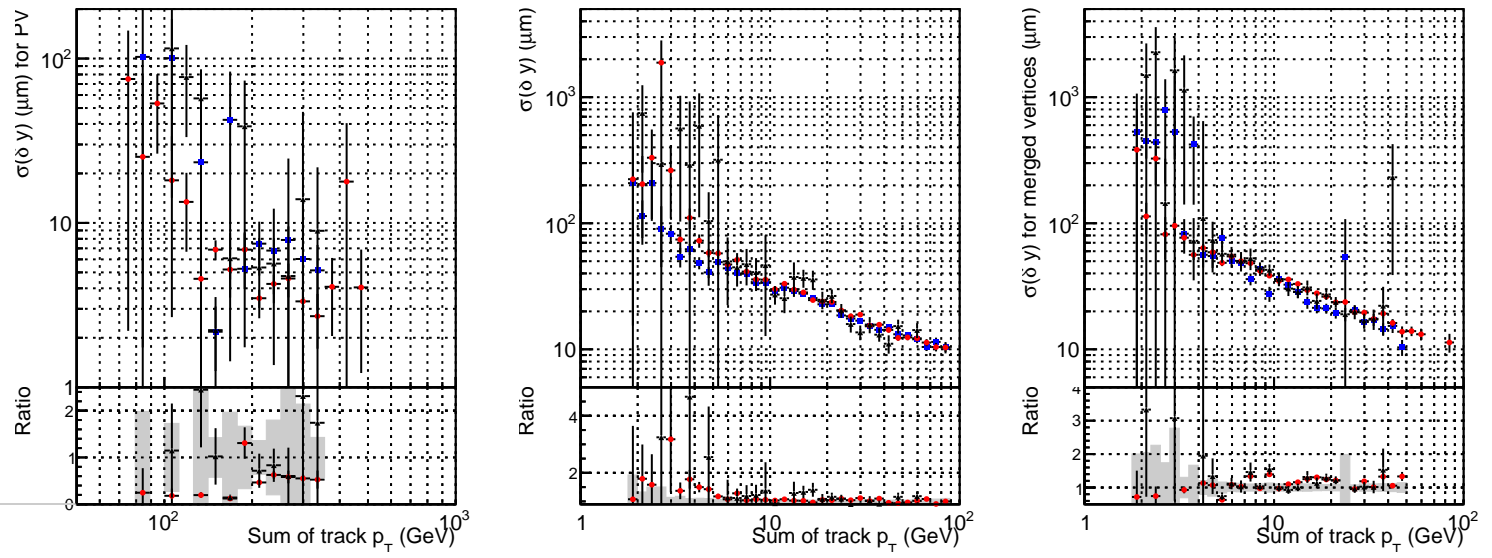 σ(δ y) (μm) for PV
10²
10
1
Ratio
2
1
0
10²
10³
Sum of track p_T (GeV)
σ(δ y) (μm)
10³
10²
10
Ratio
4
2
1
10
10²
Sum of track p_T (GeV)
σ(δ y) for merged vertices (μm)
10³
10²
10
Ratio
4
3
2
1
1
10
10²
Sum of track p_T (GeV)